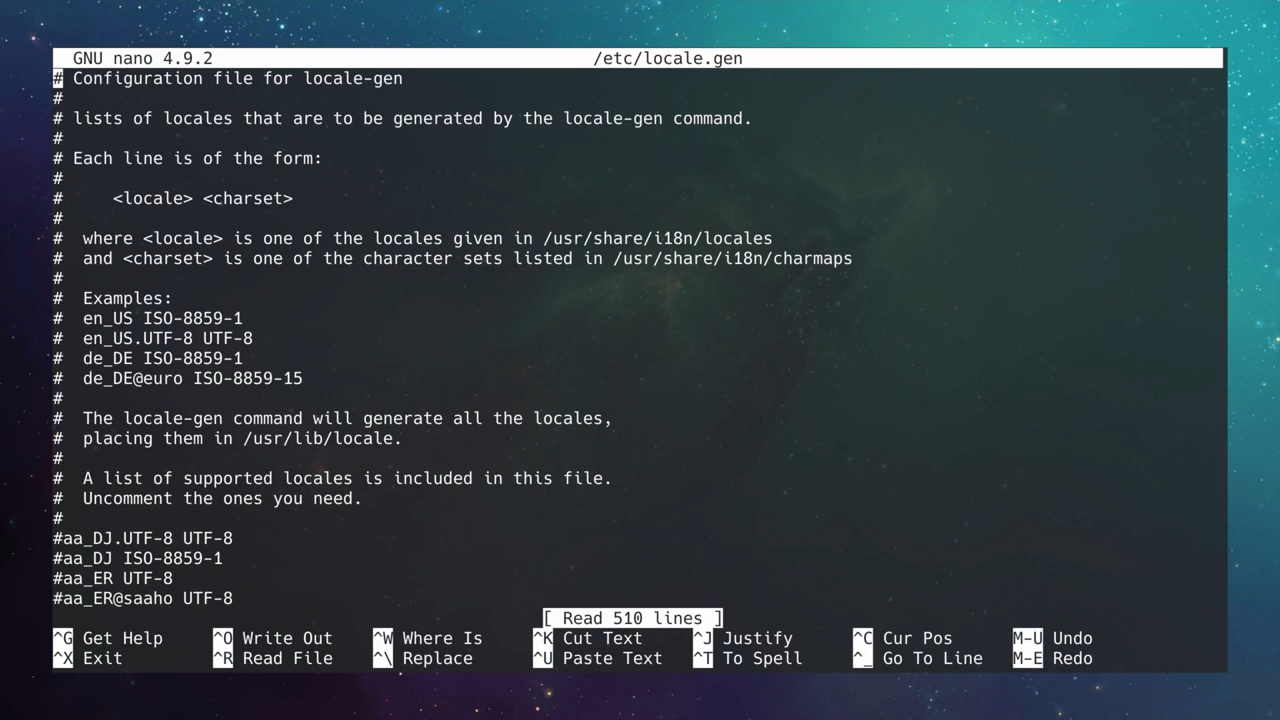 GNU nano 4.9.2 /etc/locale.gen
# Configuration file for locale-gen
#
# lists of locales that are to be generated by the locale-gen command.
#
# Each line is of the form:
#
#     <locale> <charset>
#
#  where <locale> is one of the locales given in /usr/share/i18n/locales
#  and <charset> is one of the character sets listed in /usr/share/i18n/charmaps
#
#  Examples:
#  en_US ISO-8859-1
#  en_US.UTF-8 UTF-8
#  de_DE ISO-8859-1
#  de_DE@euro ISO-8859-15
#
#  The locale-gen command will generate all the locales,
#  placing them in /usr/lib/locale.
#
#  A list of supported locales is included in this file.
#  Uncomment the ones you need.
#
#aa_DJ.UTF-8 UTF-8
#aa_DJ ISO-8859-1
#aa_ER UTF-8
#aa_ER@saaho UTF-8
[ Read 510 lines ]
^G Get Help ^O Write Out ^W Where Is ^K Cut Text ^J Justify ^C Cur Pos M-U Undo
^X Exit ^R Read File ^\ Replace ^U Paste Text ^T To Spell ^_ Go To Line M-E Redo